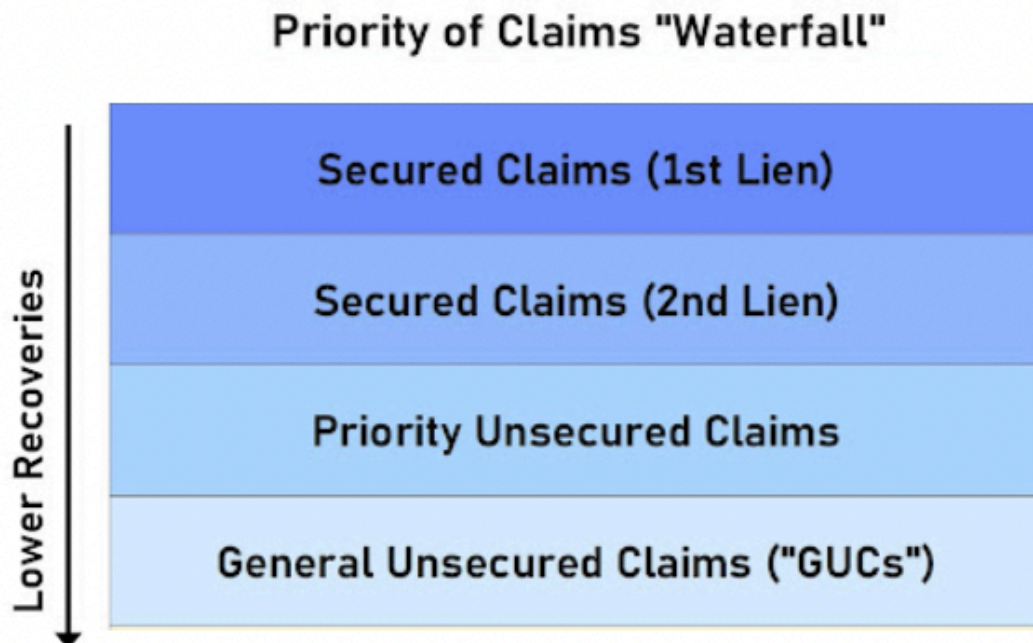 Priority of Claims "Waterfall"
Secured Claims (1st Lien)
Secured Claims (2nd Lien)
Priority Unsecured Claims
General Unsecured Claims ("GUCs")
Lower Recoveries